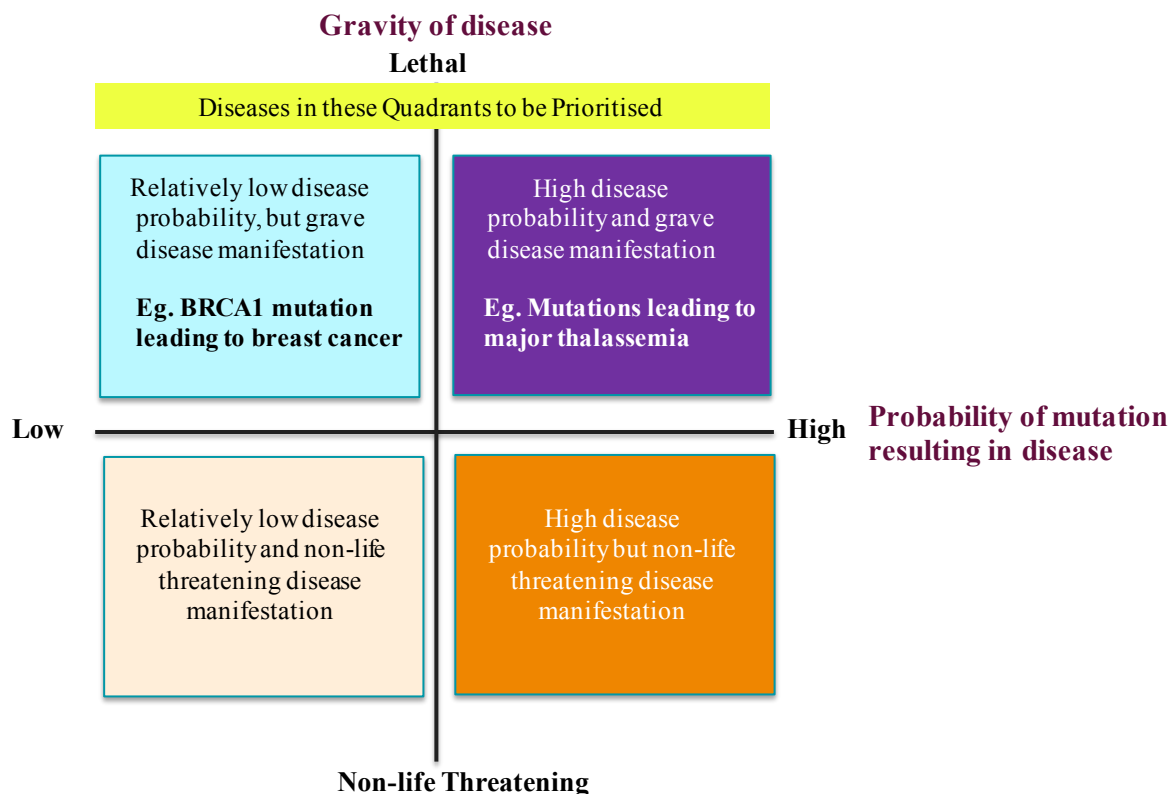 Gravity of disease
Lethal
Diseases in these Quadrants to be Prioritised
Relatively low disease
probability, but grave
disease manifestation
Eg. BRCA1 mutation
leading to breast cancer
High disease
probability and grave
disease manifestation
Eg. Mutations leading to
major thalassemia
Low
High
Probability of mutation
resulting in disease
Relatively low disease
probability and non-life
threatening disease
manifestation
High disease
probability but non-life
threatening disease
manifestation
Non-life Threatening